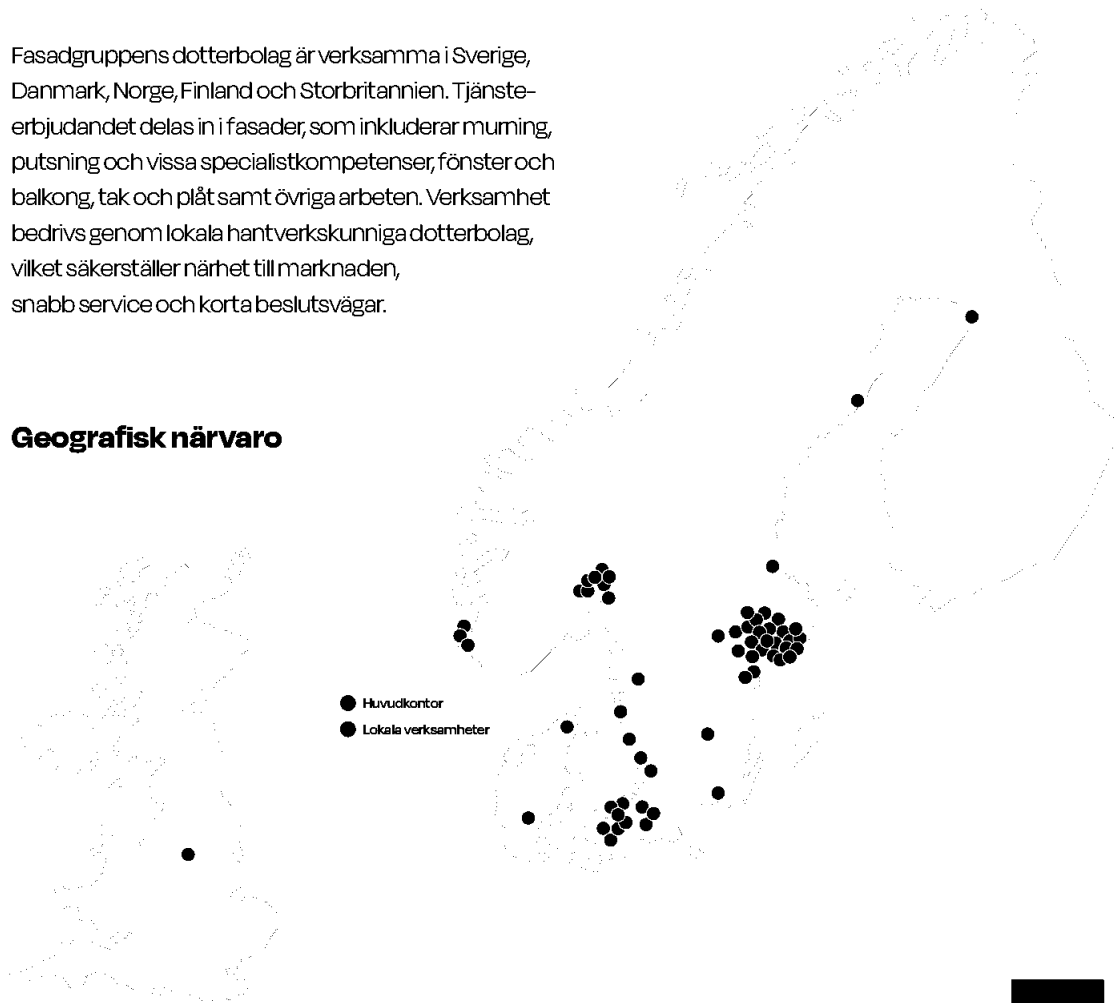 Fasadgruppens dotterbolag är verksamma i Sverige,
Danmark, Norge, Finland och Storbritannien. Tjänste-
erbjudandet delas in i fasader, som inkluderar murning,
putsning och vissa specialistkompetenser, fönster och
balkong, tak och plåt samt övriga arbeten. Verksamhet
bedrivs genom lokala hantverkskunniga dotterbolag,
vilket säkerställer närhet till marknaden,
snabb service och korta beslutsvägar.
Geografisk närvaro
Huvudkontor
Lokala verksamheter